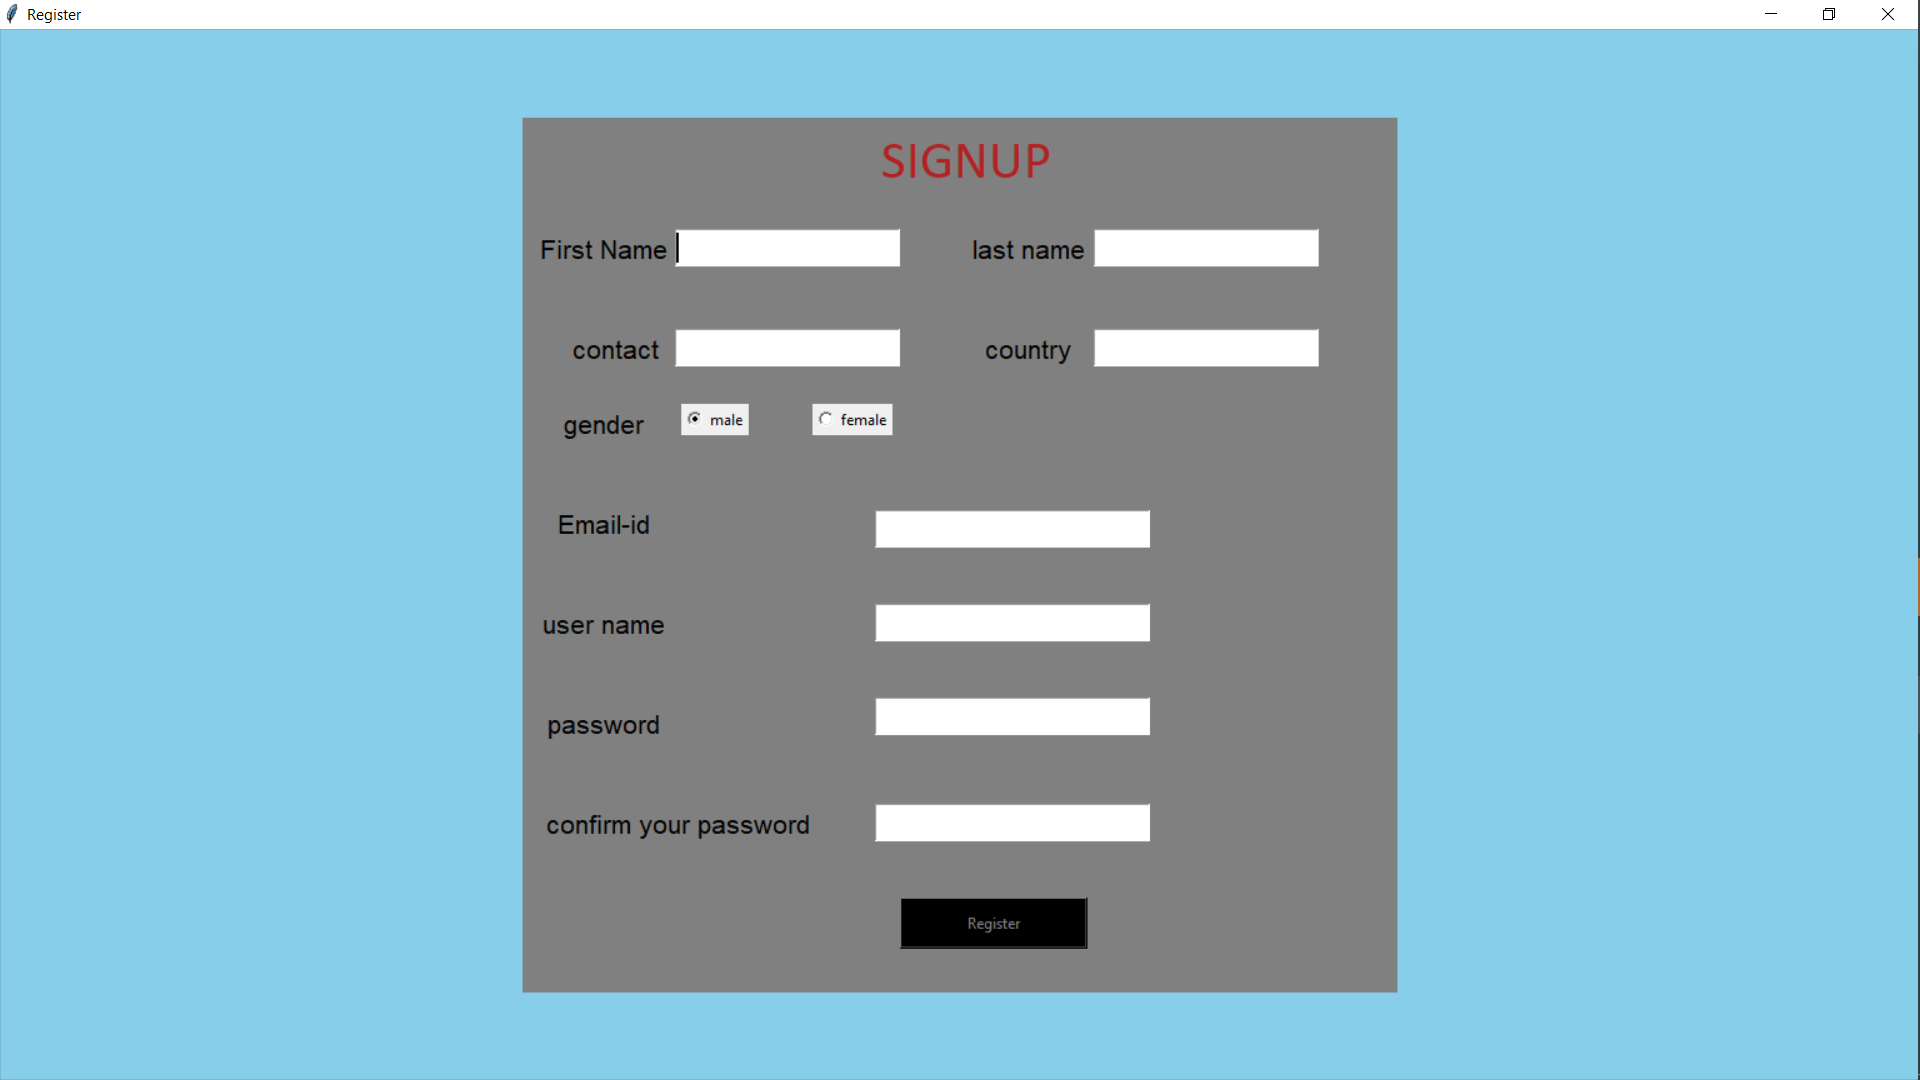 Register
SIGNUP
First Name last name
contact country
gender male female
Email-id
user name
password
confirm your password
Register